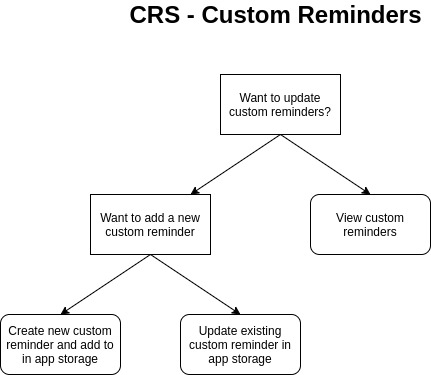 CRS - Custom Reminders
Want to update
custom reminders?
Want to add a new
custom reminder
View custom
reminders
Create new custom
reminder and add to
in app storage
Update existing
custom reminder in
app storage